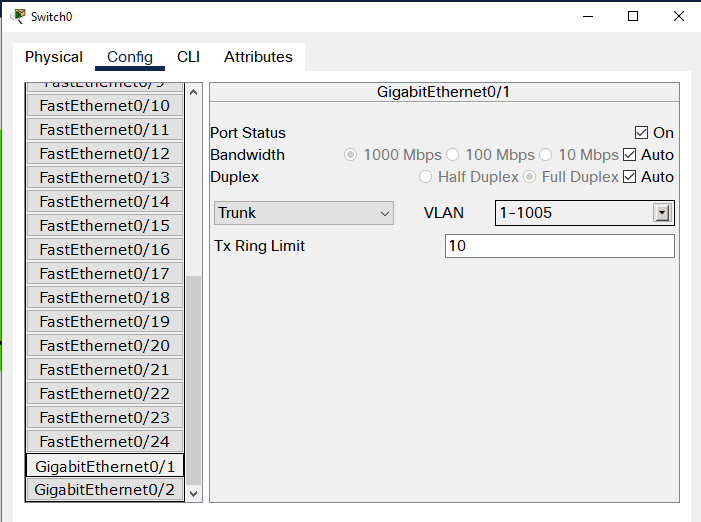 Switch0
Physical Config CLI Attributes
FastEthernet0/9
FastEthernet0/10
FastEthernet0/11
FastEthernet0/12
FastEthernet0/13
FastEthernet0/14
FastEthernet0/15
FastEthernet0/16
FastEthernet0/17
FastEthernet0/18
FastEthernet0/19
FastEthernet0/20
FastEthernet0/21
FastEthernet0/22
FastEthernet0/23
FastEthernet0/24
GigabitEthernet0/1
GigabitEthernet0/2
GigabitEthernet0/1
Port Status On
Bandwidth 1000 Mbps 100 Mbps 10 Mbps Auto
Duplex Half Duplex Full Duplex Auto
Trunk VLAN 1-1005
Tx Ring Limit 10